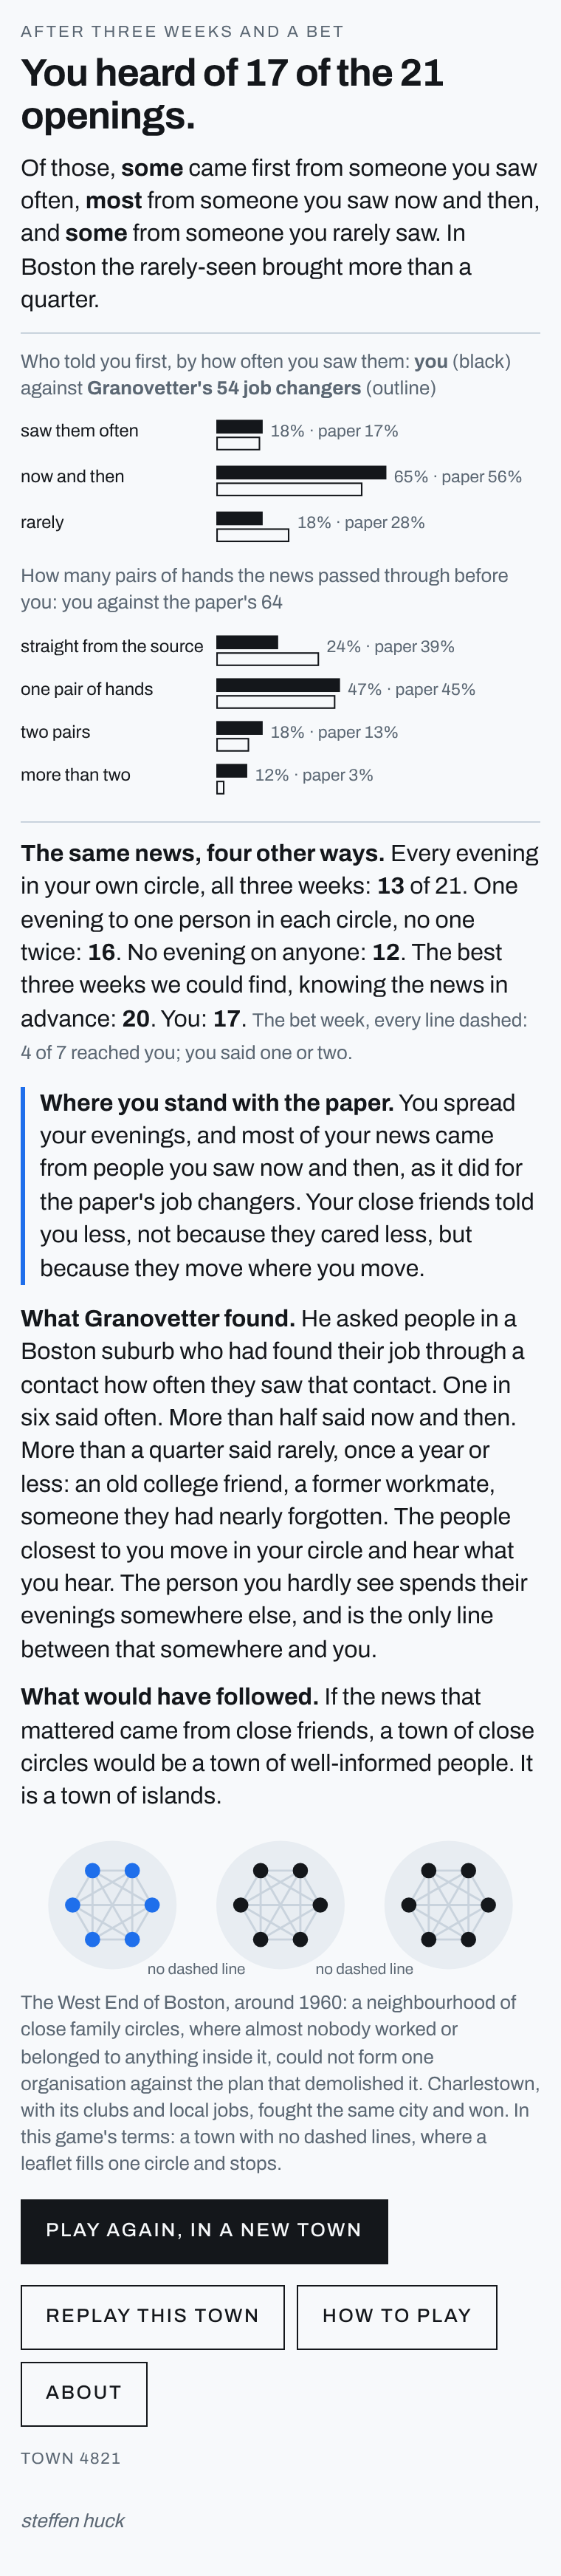 AFTER THREE WEEKS AND A BET
You heard of 17 of the 21
openings.
Of those, some came first from someone you saw
often, most from someone you saw now and then,
and some from someone you rarely saw. In
Boston the rarely-seen brought more than a
quarter.
Who told you first, by how often you saw them: you (black)
against Granovetter's 54 job changers (outline)
saw them often 18% · paper 17%
now and then 65% · paper 56%
rarely 18% · paper 28%
How many pairs of hands the news passed through before
you: you against the paper's 64
straight from the source 24% · paper 39%
one pair of hands 47% · paper 45%
two pairs 18% · paper 13%
more than two 12% · paper 3%
The same news, four other ways. Every evening
in your own circle, all three weeks: 13 of 21. One
evening to one person in each circle, no one
twice: 16. No evening on anyone: 12. The best
three weeks we could find, knowing the news in
advance: 20. You: 17. The bet week, every line dashed:
4 of 7 reached you; you said one or two.
Where you stand with the paper. You spread
your evenings, and most of your news came
from people you saw now and then, as it did for
the paper's job changers. Your close friends told
you less, not because they cared less, but
because they move where you move.
What Granovetter found. He asked people in a
Boston suburb who had found their job through a
contact how often they saw that contact. One in
six said often. More than half said now and then.
More than a quarter said rarely, once a year or
less: an old college friend, a former workmate,
someone they had nearly forgotten. The people
closest to you move in your circle and hear what
you hear. The person you hardly see spends their
evenings somewhere else, and is the only line
between that somewhere and you.
What would have followed. If the news that
mattered came from close friends, a town of close
circles would be a town of well-informed people. It
is a town of islands.
no dashed line no dashed line
The West End of Boston, around 1960: a neighbourhood of
close family circles, where almost nobody worked or
belonged to anything inside it, could not form one
organisation against the plan that demolished it. Charlestown,
with its clubs and local jobs, fought the same city and won. In
this game's terms: a town with no dashed lines, where a
leaflet fills one circle and stops.
PLAY AGAIN, IN A NEW TOWN
REPLAY THIS TOWN HOW TO PLAY
ABOUT
TOWN 4821
steffen huck